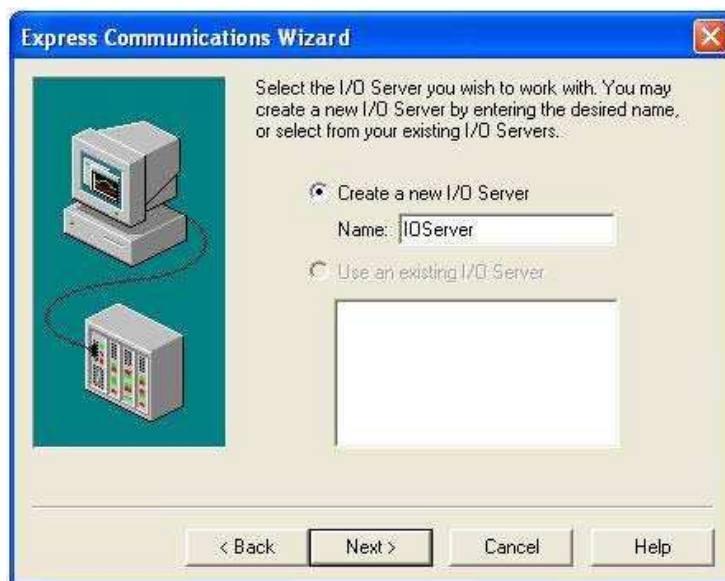 Express Communications Wizard
Select the I/O Server you wish to work with. You may
create a new I/O Server by entering the desired name,
or select from your existing I/O Servers.
Create a new I/O Server
Name: IOServer
Use an existing I/O Server
< Back Next > Cancel Help